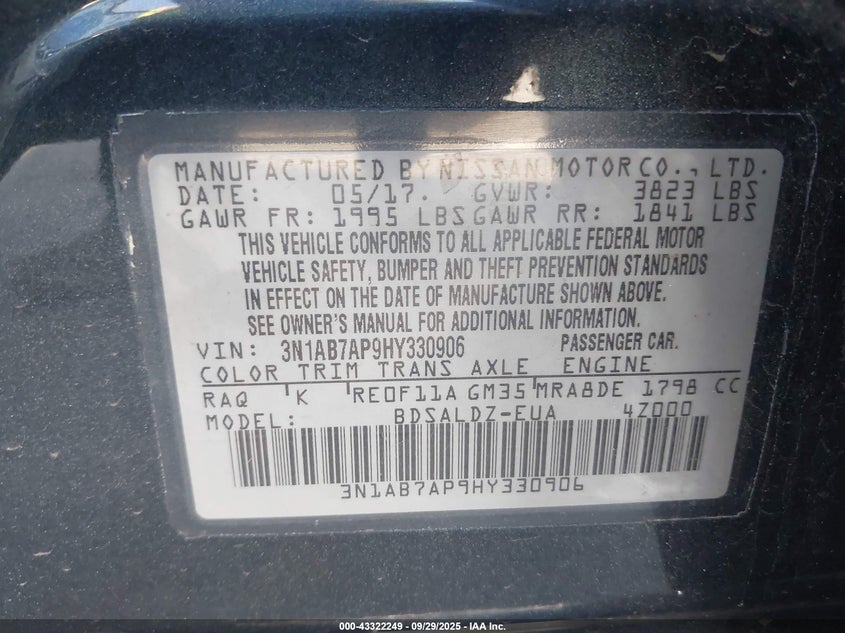 MANUFACTURED BY NISSAN MOTOR CO., LTD.
DATE: 05/17. GVWR: 3823 LBS
GAWR FR: 1995 LBS GAWR RR: 1841 LBS
THIS VEHICLE CONFORMS TO ALL APPLICABLE FEDERAL MOTOR
VEHICLE SAFETY, BUMPER AND THEFT PREVENTION STANDARDS
IN EFFECT ON THE DATE OF MANUFACTURE SHOWN ABOVE.
SEE OWNER'S MANUAL FOR ADDITIONAL INFORMATION
VIN: 3N1AB7AP9HY330906 PASSENGER CAR.
COLOR TRIM TRANS AXLE ENGINE
RAQ K RE0F11A GM35 MRA8DE 1798 CC
MODEL: BDSALDZ-EUA 4Z000
3N1AB7AP9HY330906
000-43322249 - 09/29/2025 - IAA Inc.